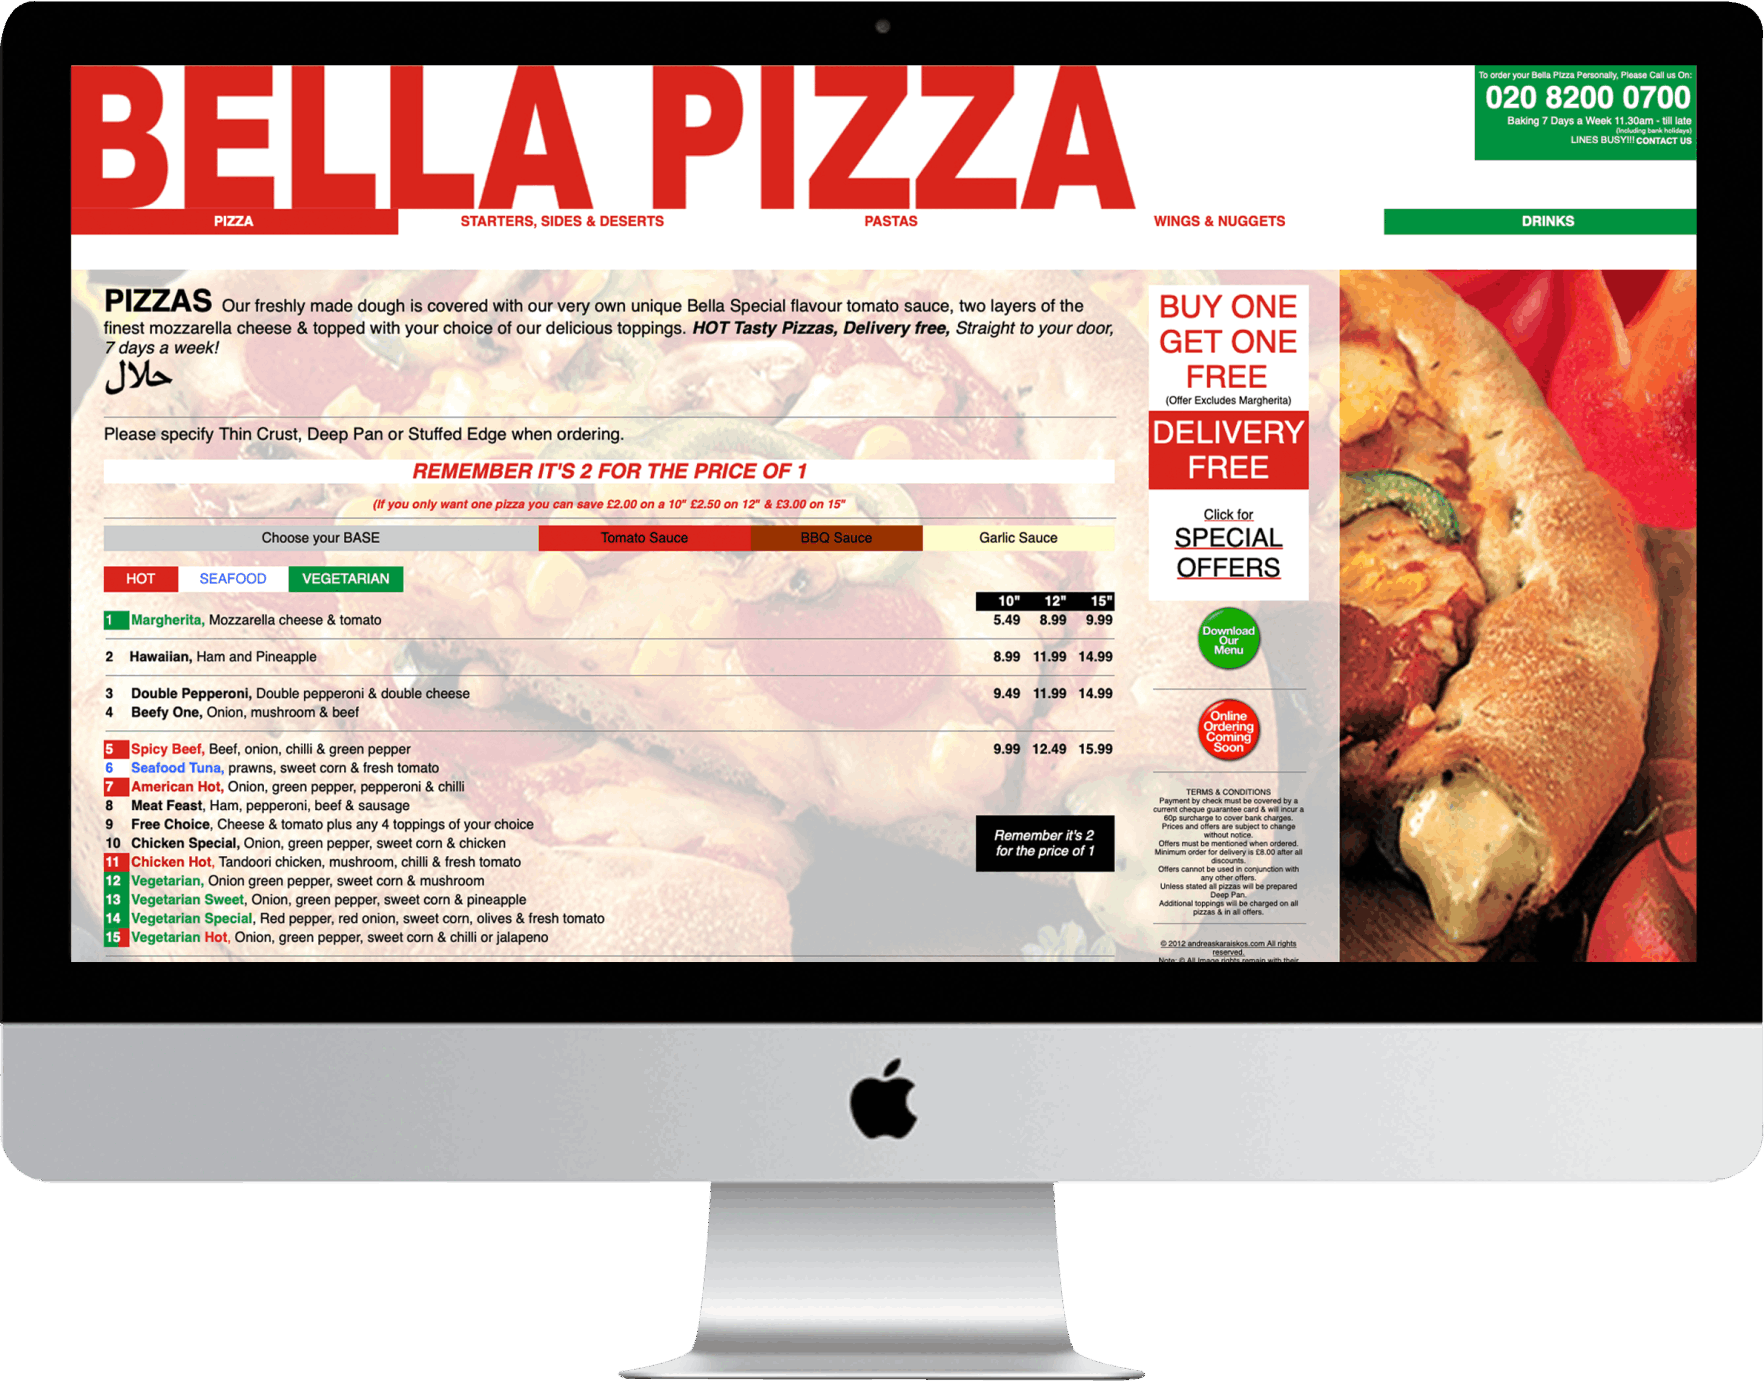 BELLA PIZZA
To order your Bella Pizza Personally, Please Call us On:
020 8200 0700
Baking 7 Days a Week 11.30am - till late
(Including bank holidays)
LINES BUSY!!! CONTACT US
PIZZA
STARTERS, SIDES & DESERTS
PASTAS
WINGS & NUGGETS
DRINKS
PIZZAS Our freshly made dough is covered with our very own unique Bella Special flavour tomato sauce, two layers of the
finest mozzarella cheese & topped with your choice of our delicious toppings. HOT Tasty Pizzas, Delivery free, Straight to your door,
7 days a week!
حلال
Please specify Thin Crust, Deep Pan or Stuffed Edge when ordering.
REMEMBER IT'S 2 FOR THE PRICE OF 1
(If you only want one pizza you can save £2.00 on a 10" £2.50 on 12" & £3.00 on 15"
Choose your BASE
Tomato Sauce
BBQ Sauce
Garlic Sauce
HOT
SEAFOOD
VEGETARIAN
10" 12" 15"
1 Margherita, Mozzarella cheese & tomato 5.49 8.99 9.99
2 Hawaiian, Ham and Pineapple 8.99 11.99 14.99
3 Double Pepperoni, Double pepperoni & double cheese 9.49 11.99 14.99
4 Beefy One, Onion, mushroom & beef
5 Spicy Beef, Beef, onion, chilli & green pepper 9.99 12.49 15.99
6 Seafood Tuna, prawns, sweet corn & fresh tomato
7 American Hot, Onion, green pepper, pepperoni & chilli
8 Meat Feast, Ham, pepperoni, beef & sausage
9 Free Choice, Cheese & tomato plus any 4 toppings of your choice
10 Chicken Special, Onion, green pepper, sweet corn & chicken
11 Chicken Hot, Tandoori chicken, mushroom, chilli & fresh tomato
12 Vegetarian, Onion green pepper, sweet corn & mushroom
13 Vegetarian Sweet, Onion, green pepper, sweet corn & pineapple
14 Vegetarian Special, Red pepper, red onion, sweet corn, olives & fresh tomato
15 Vegetarian Hot, Onion, green pepper, sweet corn & chilli or jalapeno
Remember it's 2
for the price of 1
BUY ONE
GET ONE
FREE
(Offer Excludes Margherita)
DELIVERY
FREE
Click for
SPECIAL
OFFERS
Download
Our
Menu
Online
Ordering
Coming
Soon
TERMS & CONDITIONS
Payment by check must be covered by a
current cheque guarantee card & will incur a
60p surcharge to cover bank charges.
Prices and offers are subject to change
without notice.
Offers must be mentioned when ordered.
Minimum order for delivery is £8.00 after all
discounts.
Offers cannot be used in conjunction with
any other offers.
Unless stated all pizzas will be prepared
Deep Pan.
Additional toppings will be charged on all
pizzas & in all offers.
© 2012 andreaskaraiskos.com All rights
reserved.
Note: © All Image rights remain with their